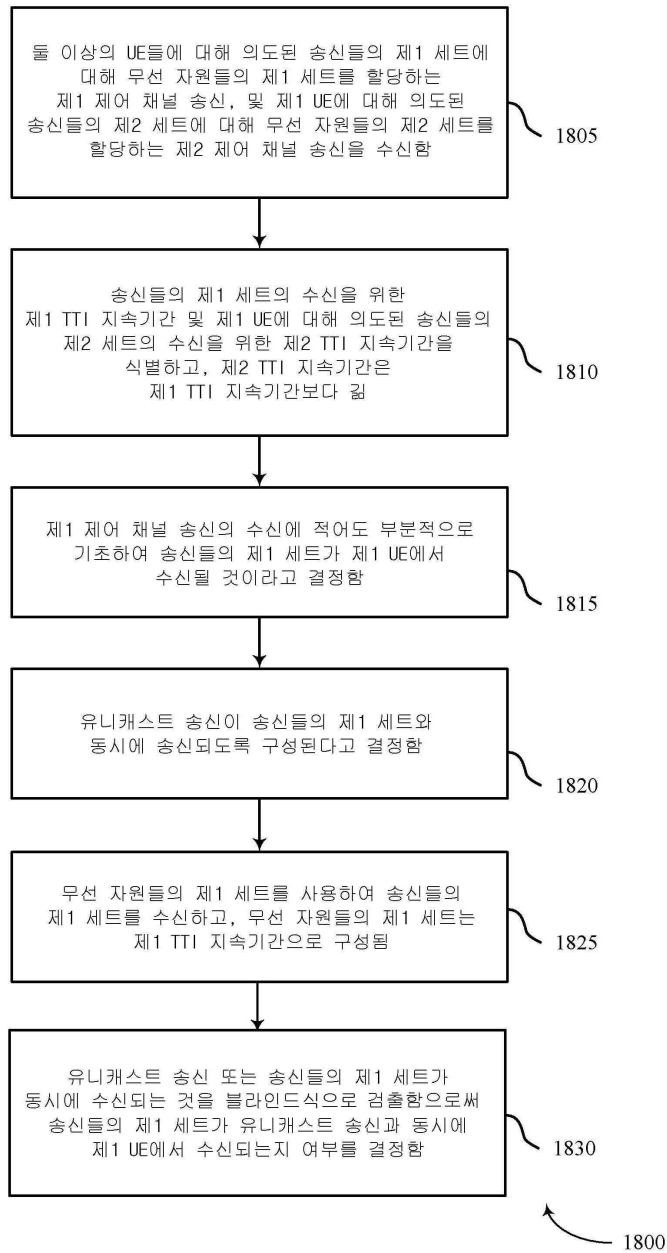 둘 이상의 UE들에 대해 의도된 송신들의 제1 세트에
대해 무선 자원들의 제1 세트를 할당하는
제1 제어 채널 송신, 및 제1 UE에 대해 의도된
송신들의 제2 세트에 대해 무선 자원들의 제2 세트를
할당하는 제2 제어 채널 송신을 수신함
1805
송신들의 제1 세트의 수신을 위한
제1 TTI 지속기간 및 제1 UE에 대해 의도된 송신들의
제2 세트의 수신을 위한 제2 TTI 지속기간을
식별하고, 제2 TTI 지속기간은
제1 TTI 지속기간보다 긺
1810
제1 제어 채널 송신의 수신에 적어도 부분적으로
기초하여 송신들의 제1 세트가 제1 UE에서
수신될 것이라고 결정함
1815
유니캐스트 송신이 송신들의 제1 세트와
동시에 송신되도록 구성된다고 결정함
1820
무선 자원들의 제1 세트를 사용하여 송신들의
제1 세트를 수신하고, 무선 자원들의 제1 세트는
제1 TTI 지속기간으로 구성됨
1825
유니캐스트 송신 또는 송신들의 제1 세트가
동시에 수신되는 것을 블라인드식으로 검출함으로써
송신들의 제1 세트가 유니캐스트 송신과 동시에
제1 UE에서 수신되는지 여부를 결정함
1830
1800